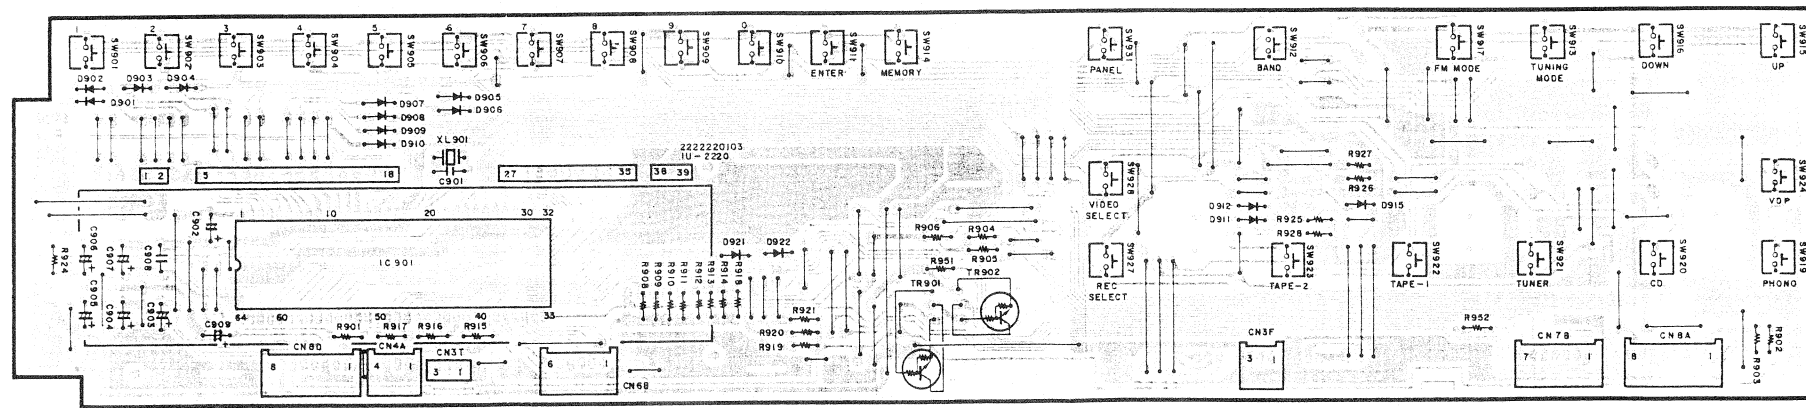 1 2 3 4 5 6 7 8 9 0
SW901 SW902 SW903 SW904 SW905 SW906 SW907 SW908 SW909 SW910 SW911 SW914 SW931 SW912 SW917 SW913 SW916 SW915
ENTER MEMORY PANEL BAND FM MODE TUNING MODE DOWN UP
D902 D903 D904
D901
D905
D906
D907
D908
D909
D910
XL901
C901
2222220103
1U-2220
1 2 5 18 27 35 38 39
SW928
VIDEO SELECT
R927
R926
D912
D911
D915
R925
R928
SW924
VDP
1 10 20 30 32
C902
IC901
R924 C906 C907 C908
C905 C904 C903
C909
64 60 50 40 33
R901 R917 R916 R915
D921 D922
R908 R909 R910 R911 R912 R913 R914 R918
R921
R920
R919
R906 R904
R905
R951
TR902
TR901
SW927
REC SELECT
SW923
TAPE-2
SW922
TAPE-1
SW921
TUNER
SW920
CD
SW919
PHONO
CN8D
8 1
CN4A
4 1
CN3T
3 1
6 1
CN6B
CN3F
3 1
R952
CN7B
7 1
CN8A
8 1
R903 R902